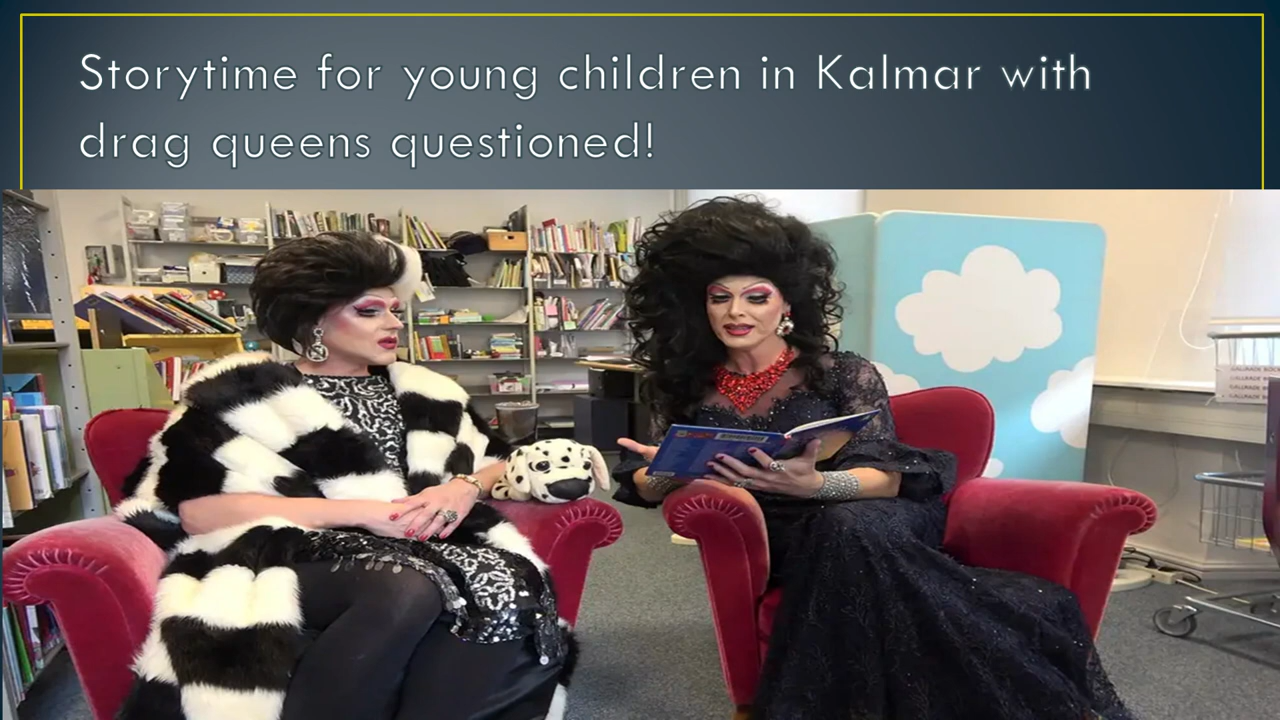 Storytime for young children in Kalmar with
drag queens questioned!